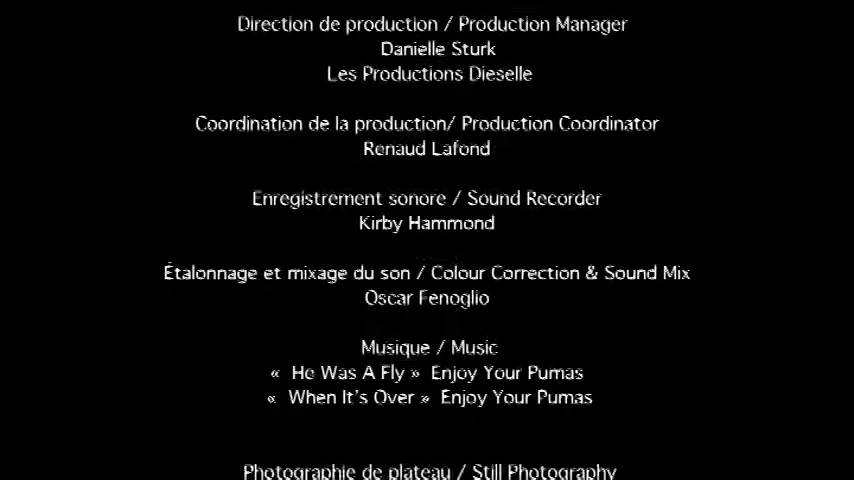 Direction de production / Production Manager
Danielle Sturk
Les Productions Dieselle
Coordination de la production/ Production Coordinator
Renaud Lafond
Enregistrement sonore / Sound Recorder
Kirby Hammond
Étalonnage et mixage du son / Colour Correction & Sound Mix
Oscar Fenoglio
Musique / Music
« He Was A Fly » Enjoy Your Pumas
« When It's Over » Enjoy Your Pumas
Photographie de plateau / Still Photography